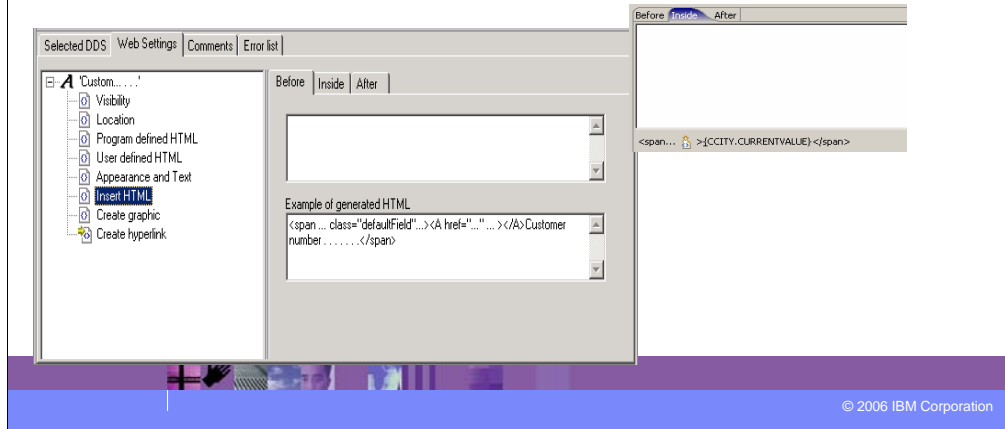 Before Inside After
<span... >{CCITY.CURRENTVALUE}</span>
Selected DDS Web Settings Comments Error list
A 'Custom... . . .'
Visibility
Location
Program defined HTML
User defined HTML
Appearance and Text
Insert HTML
Create graphic
Create hyperlink
Before Inside After
Example of generated HTML
<span ... class="defaultField"...><A href="..." ... ></A>Customer
number . . . . . . .</span>
© 2006 IBM Corporation